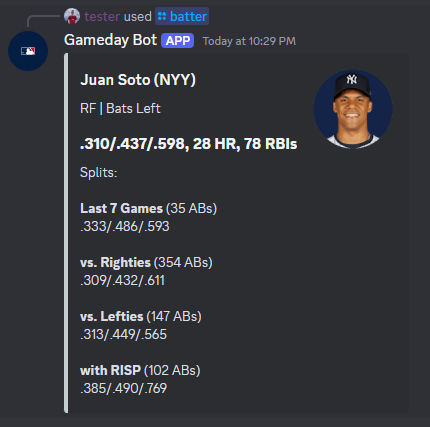 tester used batter
Gameday Bot APP Today at 10:29 PM
Juan Soto (NYY)
RF | Bats Left
.310/.437/.598, 28 HR, 78 RBIs
Splits:
Last 7 Games (35 ABs)
.333/.486/.593
vs. Righties (354 ABs)
.309/.432/.611
vs. Lefties (147 ABs)
.313/.449/.565
with RISP (102 ABs)
.385/.490/.769